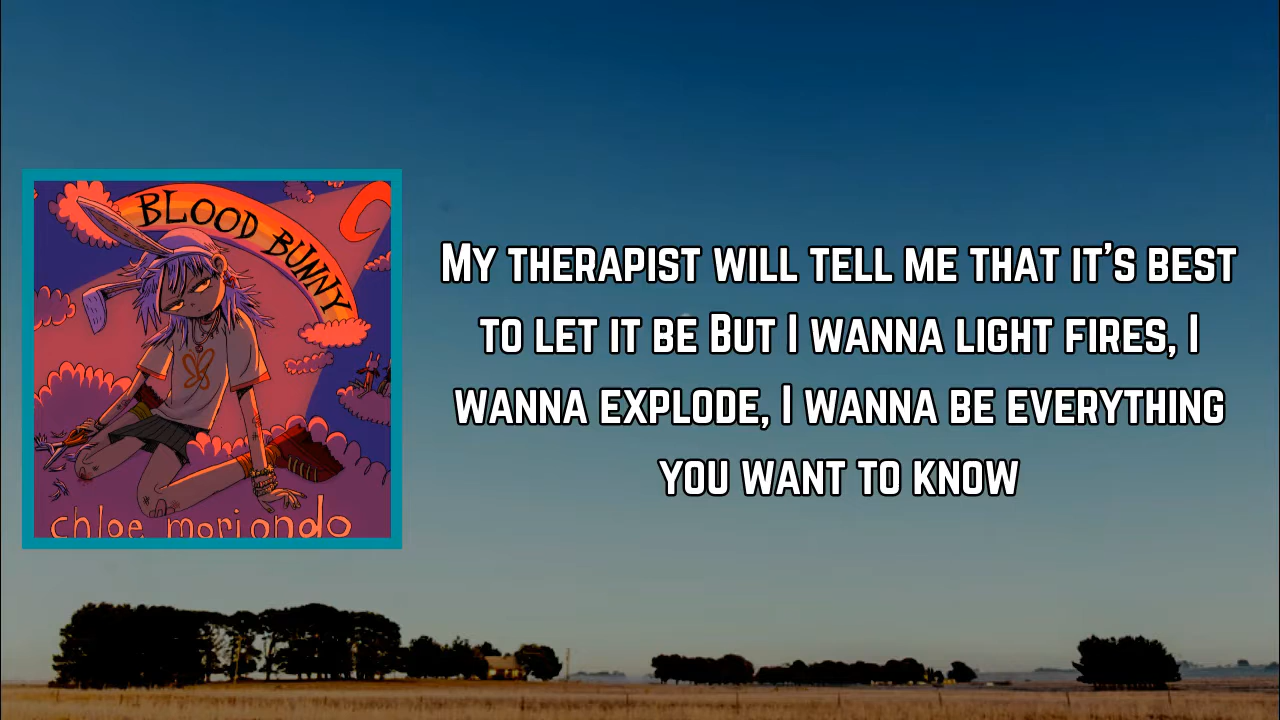 BLOOD BUNNY
chloe moriondo
My therapist will tell me that it's best
to let it be But I wanna light fires, I
wanna explode, I wanna be everything
you want to know